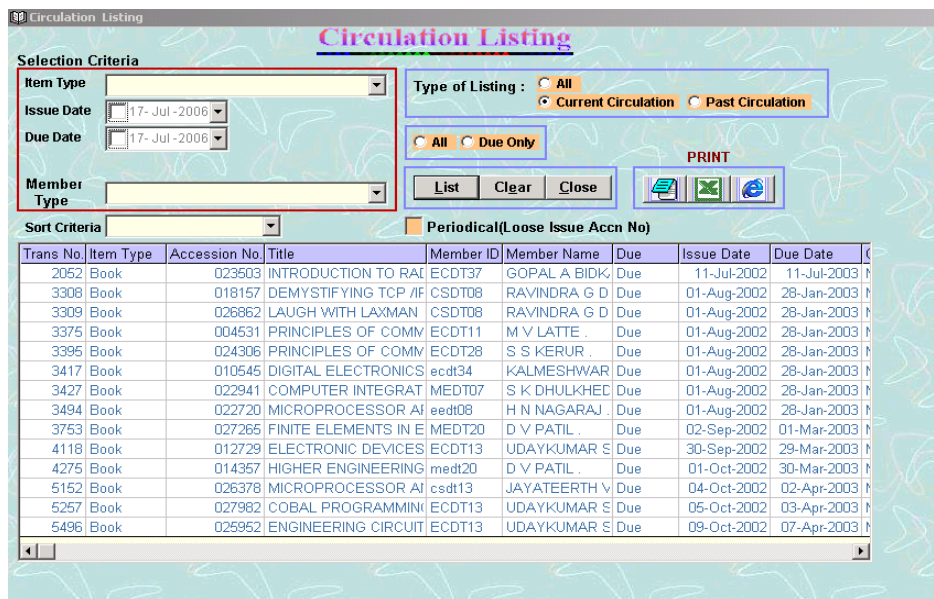 Circulation Listing
Circulation Listing
Selection Criteria
Item Type
Issue Date 17- Jul -2006
Due Date 17- Jul -2006
Member Type
Type of Listing : All
Current Circulation Past Circulation
All Due Only
PRINT
List Clear Close
Sort Criteria Periodical(Loose Issue Accn No)
Trans No. Item Type Accession No. Title Member ID Member Name Due Issue Date Due Date
2052 Book 023503 INTRODUCTION TO ECDT37 GOPAL A Due 11-Jul-2002 11-Jul-2003
3308 Book 018157 DEMYSTIFYING TCP /IF CSDT08 RAVINDRA G D Due 01-Aug-2002 28-Jan-2003
3309 Book 026862 LAUGH WITH LAXMAN CSDT08 RAVINDRA G D Due 01-Aug-2002 28-Jan-2003
3375 Book 004531 PRINCIPLES OF COMM ECDT11 M V LATTE . Due 01-Aug-2002 28-Jan-2003
3395 Book 024306 PRINCIPLES OF COMM ECDT28 S S KERUR . Due 01-Aug-2002 28-Jan-2003
3417 Book 010545 DIGITAL ELECTRONICS ecdt34 KALMESHWAR Due 01-Aug-2002 28-Jan-2003
3427 Book 022941 COMPUTER INTEGRAT MEDT07 S K DHULKHED Due 01-Aug-2002 28-Jan-2003
3494 Book 022720 MICROPROCESSOR eedt08 H N NAGARAJ . Due 01-Aug-2002 28-Jan-2003
3753 Book 027265 FINITE ELEMENTS IN E MEDT20 D V PATIL . Due 02-Sep-2002 01-Mar-2003
4118 Book 012729 ELECTRONIC DEVICES ECDT13 UDAYKUMAR S Due 30-Sep-2002 29-Mar-2003
4275 Book 014357 HIGHER ENGINEERING medt20 D V PATIL . Due 01-Oct-2002 30-Mar-2003
5152 Book 026378 MICROPROCESSOR csdt13 JAYATEERTH V Due 04-Oct-2002 02-Apr-2003
5257 Book 027982 COBAL PROGRAMMIN ECDT13 UDAYKUMAR S Due 05-Oct-2002 03-Apr-2003
5496 Book 025952 ENGINEERING CIRCUIT ECDT13 UDAYKUMAR S Due 09-Oct-2002 07-Apr-2003